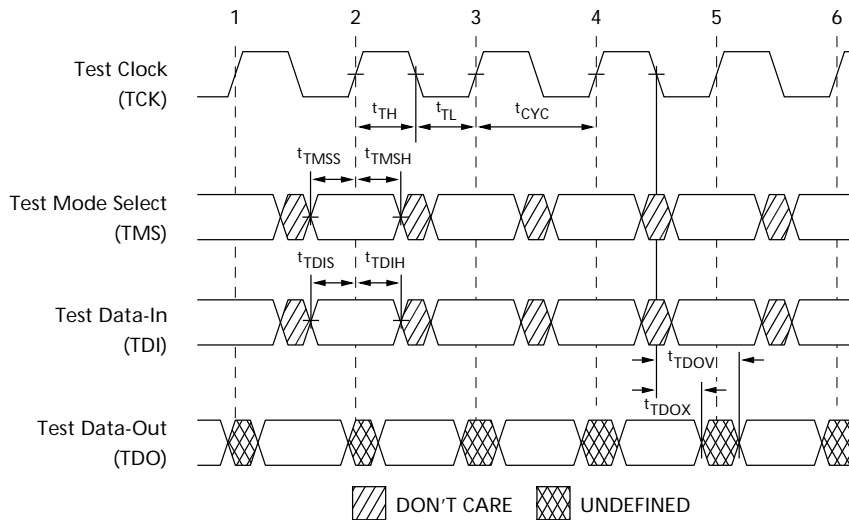 1 2 3 4 5 6
Test Clock
(TCK)
tTH tTL tCYC
tTMSS tTMSH
Test Mode Select
(TMS)
tTDIS tTDIH
Test Data-In
(TDI)
tTDOV
tTDOX
Test Data-Out
(TDO)
DON'T CARE UNDEFINED